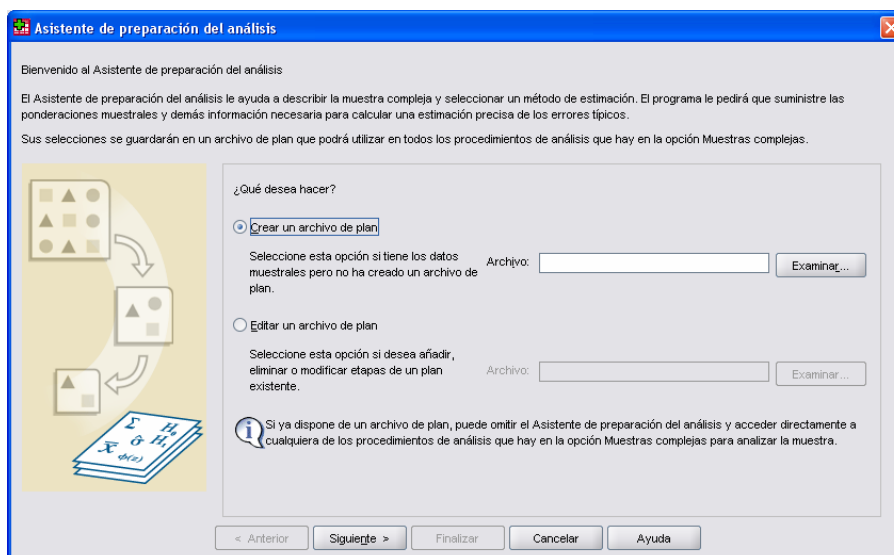 Asistente de preparación del análisis
Bienvenido al Asistente de preparación del análisis
El Asistente de preparación del análisis le ayuda a describir la muestra compleja y seleccionar un método de estimación. El programa le pedirá que suministre las
ponderaciones muestrales y demás información necesaria para calcular una estimación precisa de los errores típicos.
Sus selecciones se guardarán en un archivo de plan que podrá utilizar en todos los procedimientos de análisis que hay en la opción Muestras complejas.
¿Qué desea hacer?
Crear un archivo de plan
Seleccione esta opción si tiene los datos
muestrales pero no ha creado un archivo de
plan.
Archivo:
Examinar...
Editar un archivo de plan
Seleccione esta opción si desea añadir,
eliminar o modificar etapas de un plan
existente.
Archivo:
Examinar...
Si ya dispone de un archivo de plan, puede omitir el Asistente de preparación del análisis y acceder directamente a
cualquiera de los procedimientos de análisis que hay en la opción Muestras complejas para analizar la muestra.
Σ H₀
x̄ σ̂ H₁
φ(z)
< Anterior
Siguiente >
Finalizar
Cancelar
Ayuda